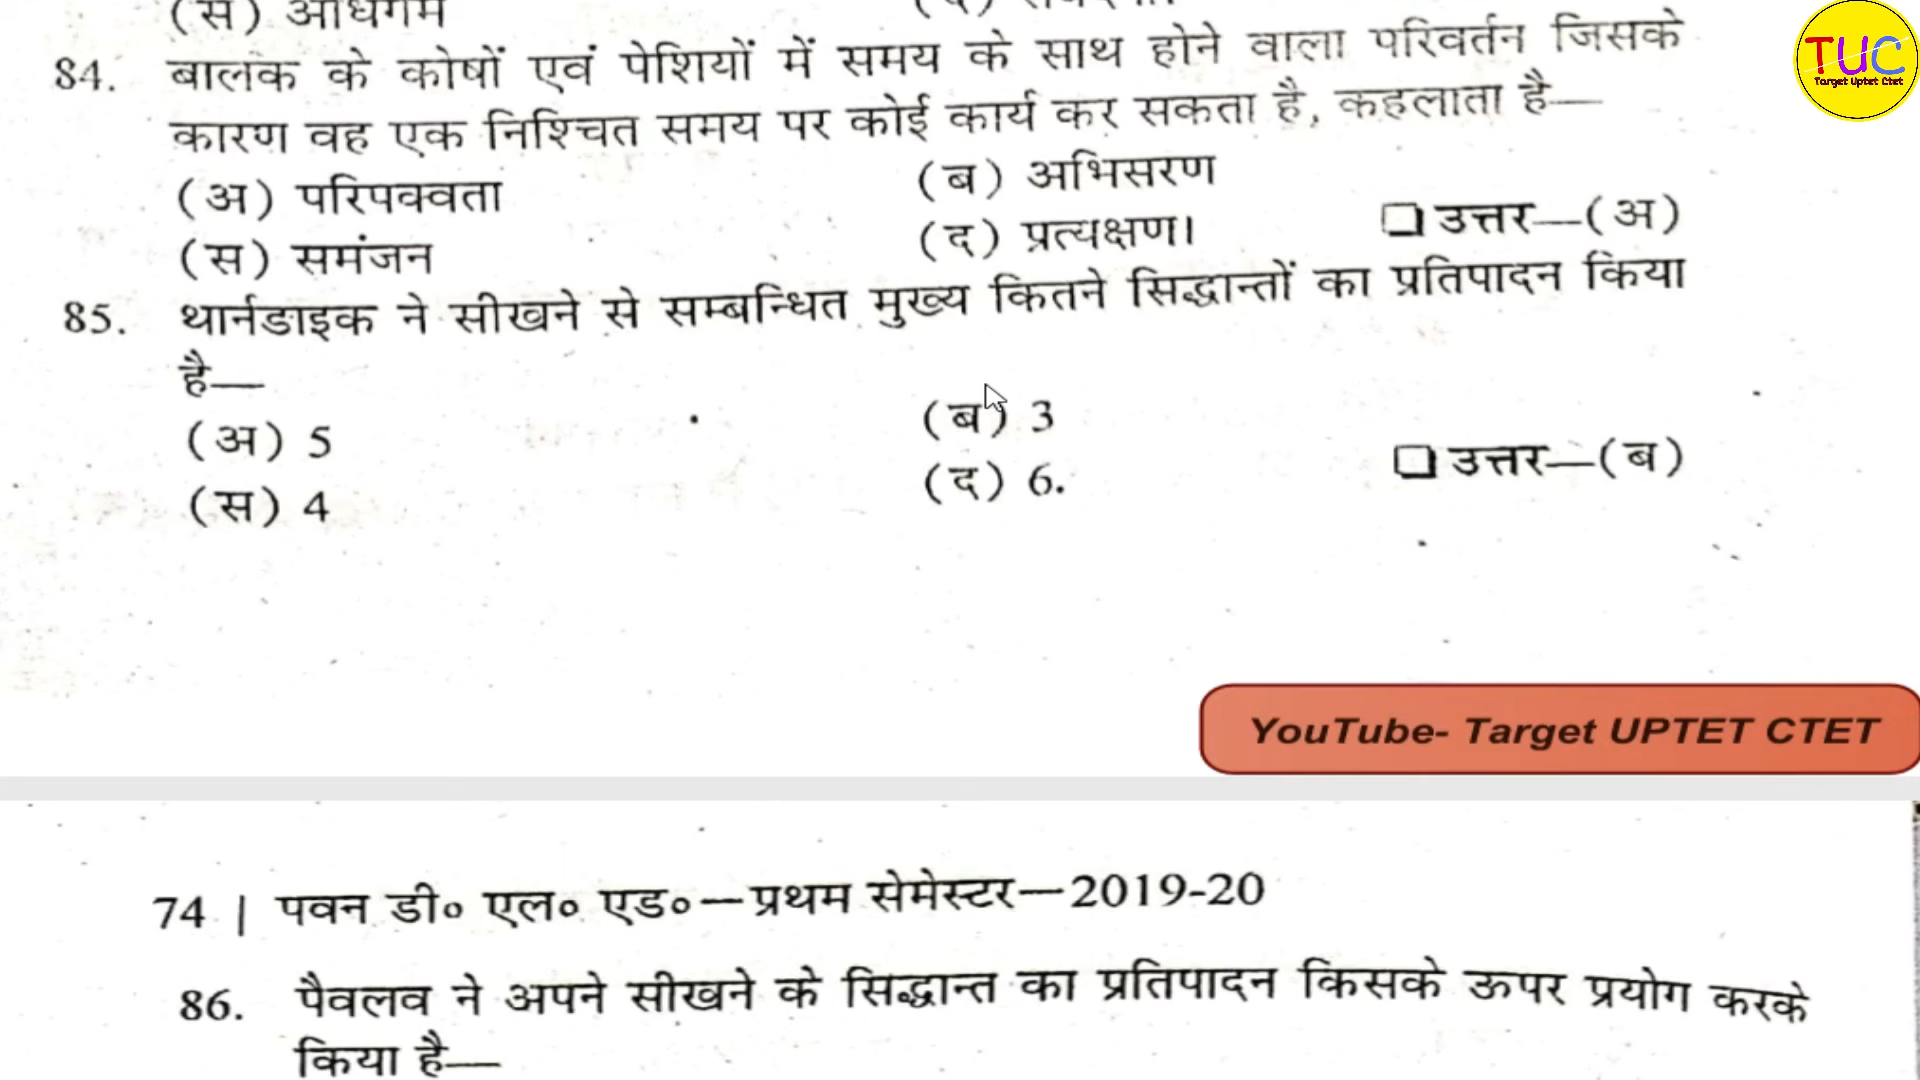 (स) अधिगम
84. बालक के कोषों एवं पेशियों में समय के साथ होने वाला परिवर्तन जिसके
कारण वह एक निश्चित समय पर कोई कार्य कर सकता है, कहलाता है—
(अ) परिपक्वता (ब) अभिसरण
(स) समंजन (द) प्रत्यक्षण। उत्तर—(अ)
85. थार्नडाइक ने सीखने से सम्बन्धित मुख्य कितने सिद्धान्तों का प्रतिपादन किया
है—
(अ) 5 (ब) 3
(स) 4 (द) 6. उत्तर—(ब)
YouTube- Target UPTET CTET
74 | पवन डी० एल० एड०—प्रथम सेमेस्टर—2019-20
86. पैवलव ने अपने सीखने के सिद्धान्त का प्रतिपादन किसके ऊपर प्रयोग करके
किया है—
TUC
Target Uptet Ctet